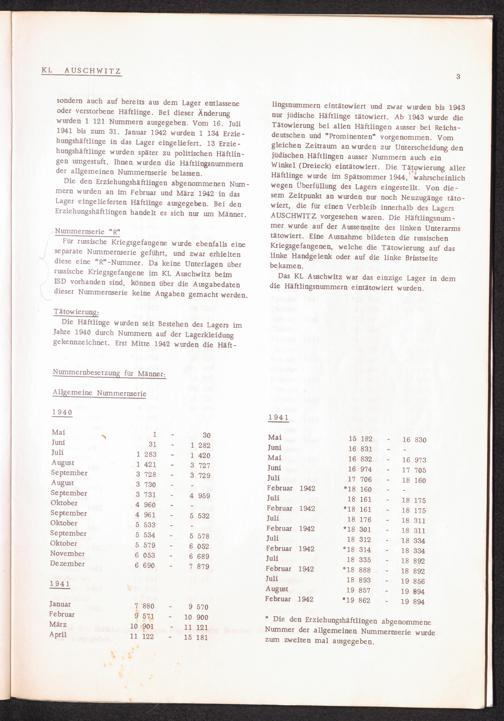 KL AUSCHWITZ
3
sondern auch auf bereits aus dem Lager entlassene
oder verstorbene Häftlinge. Bei dieser Änderung
wurden 1 121 Nummern ausgegeben. Vom 16. Juli
1941 bis zum 31. Januar 1942 wurden 1 134 Erzie-
hungshäftlinge in das Lager eingeliefert. 13 Erzie-
hungshäftlinge wurden später zu politischen Häftlin-
gen umgestuft. Ihnen wurden die Häftlingsnummern
der allgemeinen Nummernserie belassen.
Die den Erziehungshäftlingen abgenommenen Num-
mern wurden an im Februar und März 1942 in das
Lager eingelieferten Häftlinge ausgegeben. Bei den
Erziehungshäftlingen handelt es sich nur um Männer.
Nummernserie "R"
Für russische Kriegsgefangene wurde ebenfalls eine
separate Nummernserie geführt, und zwar erhielten
diese eine "R"-Nummer. Da keine Unterlagen über
russische Kriegsgefangene im KL Auschwitz beim
ISD vorhanden sind, können über die Ausgabedaten
dieser Nummernserie keine Angaben gemacht werden.
Tätowierung:
Die Häftlinge wurden seit Bestehen des Lagers im
Jahre 1940 durch Nummern auf der Lagerkleidung
gekennzeichnet. Erst Mitte 1942 wurden die Häft-
lingsnummern eintätowiert und zwar wurden bis 1943
nur jüdische Häftlinge tätowiert. Ab 1943 wurde die
Tätowierung bei allen Häftlingen ausser bei Reichs-
deutschen und "Prominenten" vorgenommen. Vom
gleichen Zeitraum an wurden zur Unterscheidung den
jüdischen Häftlingen ausser Nummern auch ein
Winkel (Dreieck) eintätowiert. Die Tätowierung aller
Häftlinge wurde im Spätsommer 1944, wahrscheinlich
wegen Überfüllung des Lagers eingestellt. Von die-
sem Zeitpunkt an wurden nur noch Neuzugänge täto-
wiert, die für einen Verbleib innerhalb des Lagers
AUSCHWITZ vorgesehen waren. Die Häftlingsnum-
mer wurde auf der Aussenseite des linken Unterarms
tätowiert. Eine Ausnahme bildeten die russischen
Kriegsgefangenen, welche die Tätowierung auf das
linke Handgelenk oder auf die linke Brustseite
bekamen.
Das KL Auschwitz war das einzige Lager in dem
die Häftlingsnummern eintätowiert wurden.
Nummernbesetzung für Männer:
Allgemeine Nummernserie
1940
Mai 1 - 30
Juni 31 - 1 282
Juli 1 283 - 1 420
August 1 421 - 3 727
September 3 728 - 3 729
August 3 730 - -
September 3 731 - 4 959
Oktober 4 960 - -
September 4 961 - 5 532
Oktober 5 533 - -
September 5 534 - 5 578
Oktober 5 579 - 6 052
November 6 053 - 6 689
Dezember 6 690 - 7 879
1941
Januar 7 880 - 9 570
Februar 9 571 - 10 900
März 10 901 - 11 121
April 11 122 - 15 181
1941
Mai 15 182 - 16 830
Juni 16 831 - -
Mai 16 832 - 16 973
Juni 16 974 - 17 705
Juli 17 706 - 18 160
Februar 1942 *18 160 - -
Juli 18 161 - 18 175
Februar 1942 *18 161 - 18 175
Juli 18 176 - 18 311
Februar 1942 *18 301 - 18 311
Juli 18 312 - 18 334
Februar 1942 *18 314 - 18 334
Juli 18 335 - 18 892
Februar 1942 *18 888 - 18 892
Juli 18 893 - 19 856
August 19 857 - 19 894
Februar 1942 *19 862 - 19 894
* Die den Erziehungshäftlingen abgenommene
Nummer der allgemeinen Nummernserie wurde
zum zweiten mal ausgegeben.